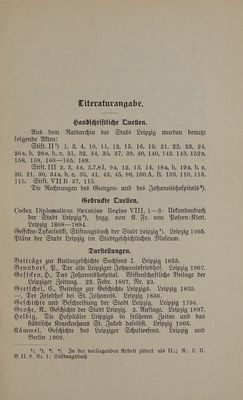 Literaturangabe.
Handschriftliche Quellen.
Aus dem Ratsarchiv der Stadt Leipzig wurden benutzt
folgende Akten:
Stift. II¹) 1, 2, 4, 10, 11, 12, 15, 16, 19, 21, 22, 23, 24,
26a, b, 28a, b, c, 31, 32, 34, 35, 37, 39, 40, 140, 142, 143, 152a,
158, 159, 160—165, 169.
Stift. III 2, 3, 4a, 5,7,81, 9a, 12, 13, 14, 18a, b, 19a, b, c,
20, 21, 30, 34a, b, c, 35, 41, 43, 45, 98, 100 A, B, 103, 110, 113,
115. Stift. VII B 37, 115.
Die Rechnungen des Georgen- und des Johannishospitals²).
Gedruckte Quellen.
Codex Diplomaticus Saxoniae Regiae VIII, 1—3: Urkundenbuch
der Stadt Leipzig³), hrgg. von K. Fr. von Posern-Klett.
Leipzig 1868—1894.
Geffcken-Tykocinski, Stiftungsbuch der Stadt Leipzig⁴). Leipzig 1905.
Pläne der Stadt Leipzig im Stadtgeschichtlichen Museum.
Darstellungen.
Beiträge zur Kulturgeschichte Sachsens I. Leipzig 1835.
Benndorf, P., Der alte Leipziger Johannisfriedhof. Leipzig 1907.
Geffcken, H., Das Johannishospital. Wissenschaftliche Beilage der
Leipziger Zeitung. 23. Febr. 1897, Nr. 23.
Gretschel, C., Beiträge zur Geschichte Leipzigs. Leipzig 1835.
—, Der Friedhof bei St. Johannis. Leipzig 1836.
Geschichte und Beschreibung der Stadt Leipzig. Leipzig 1796.
Große, K., Geschichte der Stadt Leipzig. 2. Auflage. Leipzig 1897.
Helbig, Die Hospitäler Leipzigs in früheren Zeiten und das
städtische Krankenhaus St. Jakob daselbst. Leipzig 1905.
Kämmel, Geschichte des Leipziger Schulwesens. Leipzig und
Berlin 1909.
¹, ², ³, ⁴. In der vorliegenden Arbeit zitiert als II,; R; L. U.
B. II. 8. Nr. 1; Stiftungsbuch